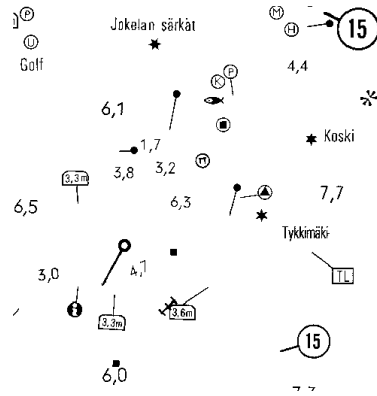 P
M
H
15
Jokelan särkät
U
Golf
4,4
P
K
6,1
Koski
1,7
3,8
3,2
3,3m
6,3
7,7
6,5
Tykkimäki
4,7
3,0
TL
3,3m
3,6m
15
6,0